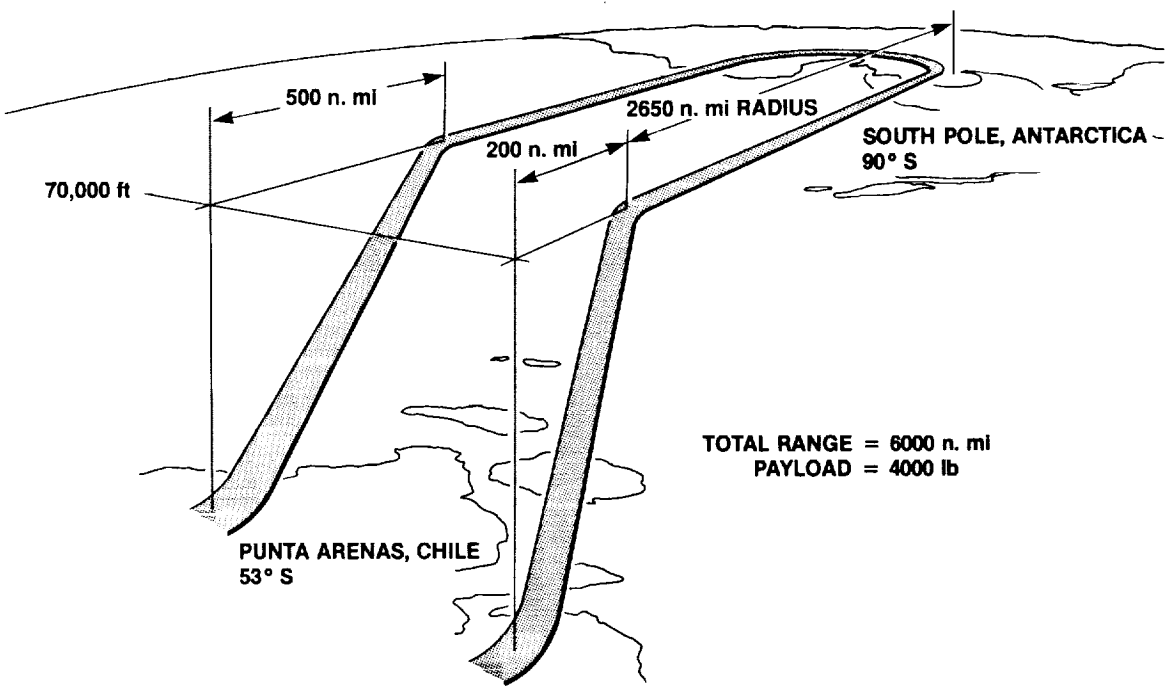 500 n. mi
2650 n. mi RADIUS
200 n. mi
SOUTH POLE, ANTARCTICA
90° S
70,000 ft
TOTAL RANGE = 6000 n. mi
PAYLOAD = 4000 lb
PUNTA ARENAS, CHILE
53° S